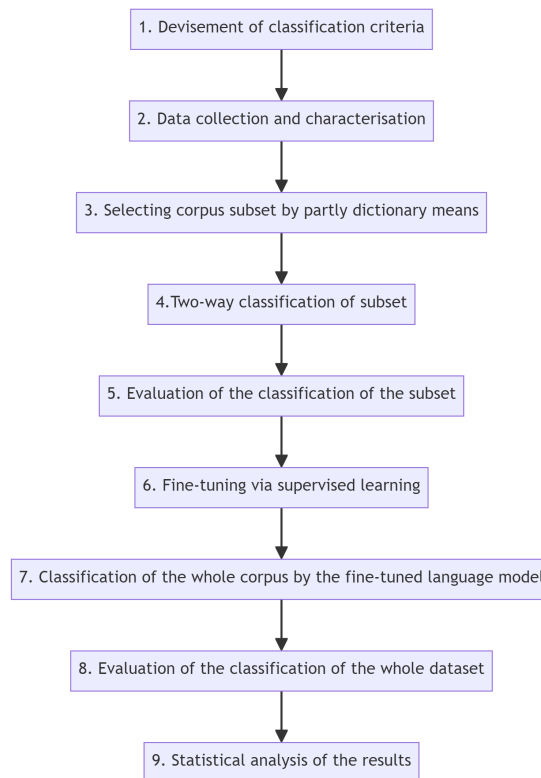 1. Devisement of classification criteria
2. Data collection and characterisation
3. Selecting corpus subset by partly dictionary means
4.Two-way classification of subset
5. Evaluation of the classification of the subset
6. Fine-tuning via supervised learning
7. Classification of the whole corpus by the fine-tuned language model
8. Evaluation of the classification of the whole dataset
9. Statistical analysis of the results